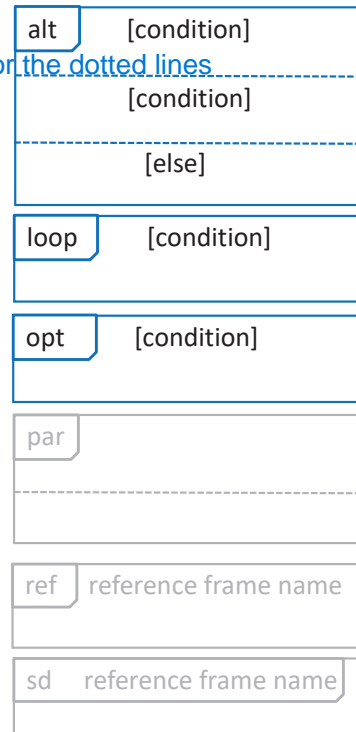 alt [condition]
r the dotted lines
[condition]
[else]
loop [condition]
opt [condition]
par
ref reference frame name
sd reference frame name